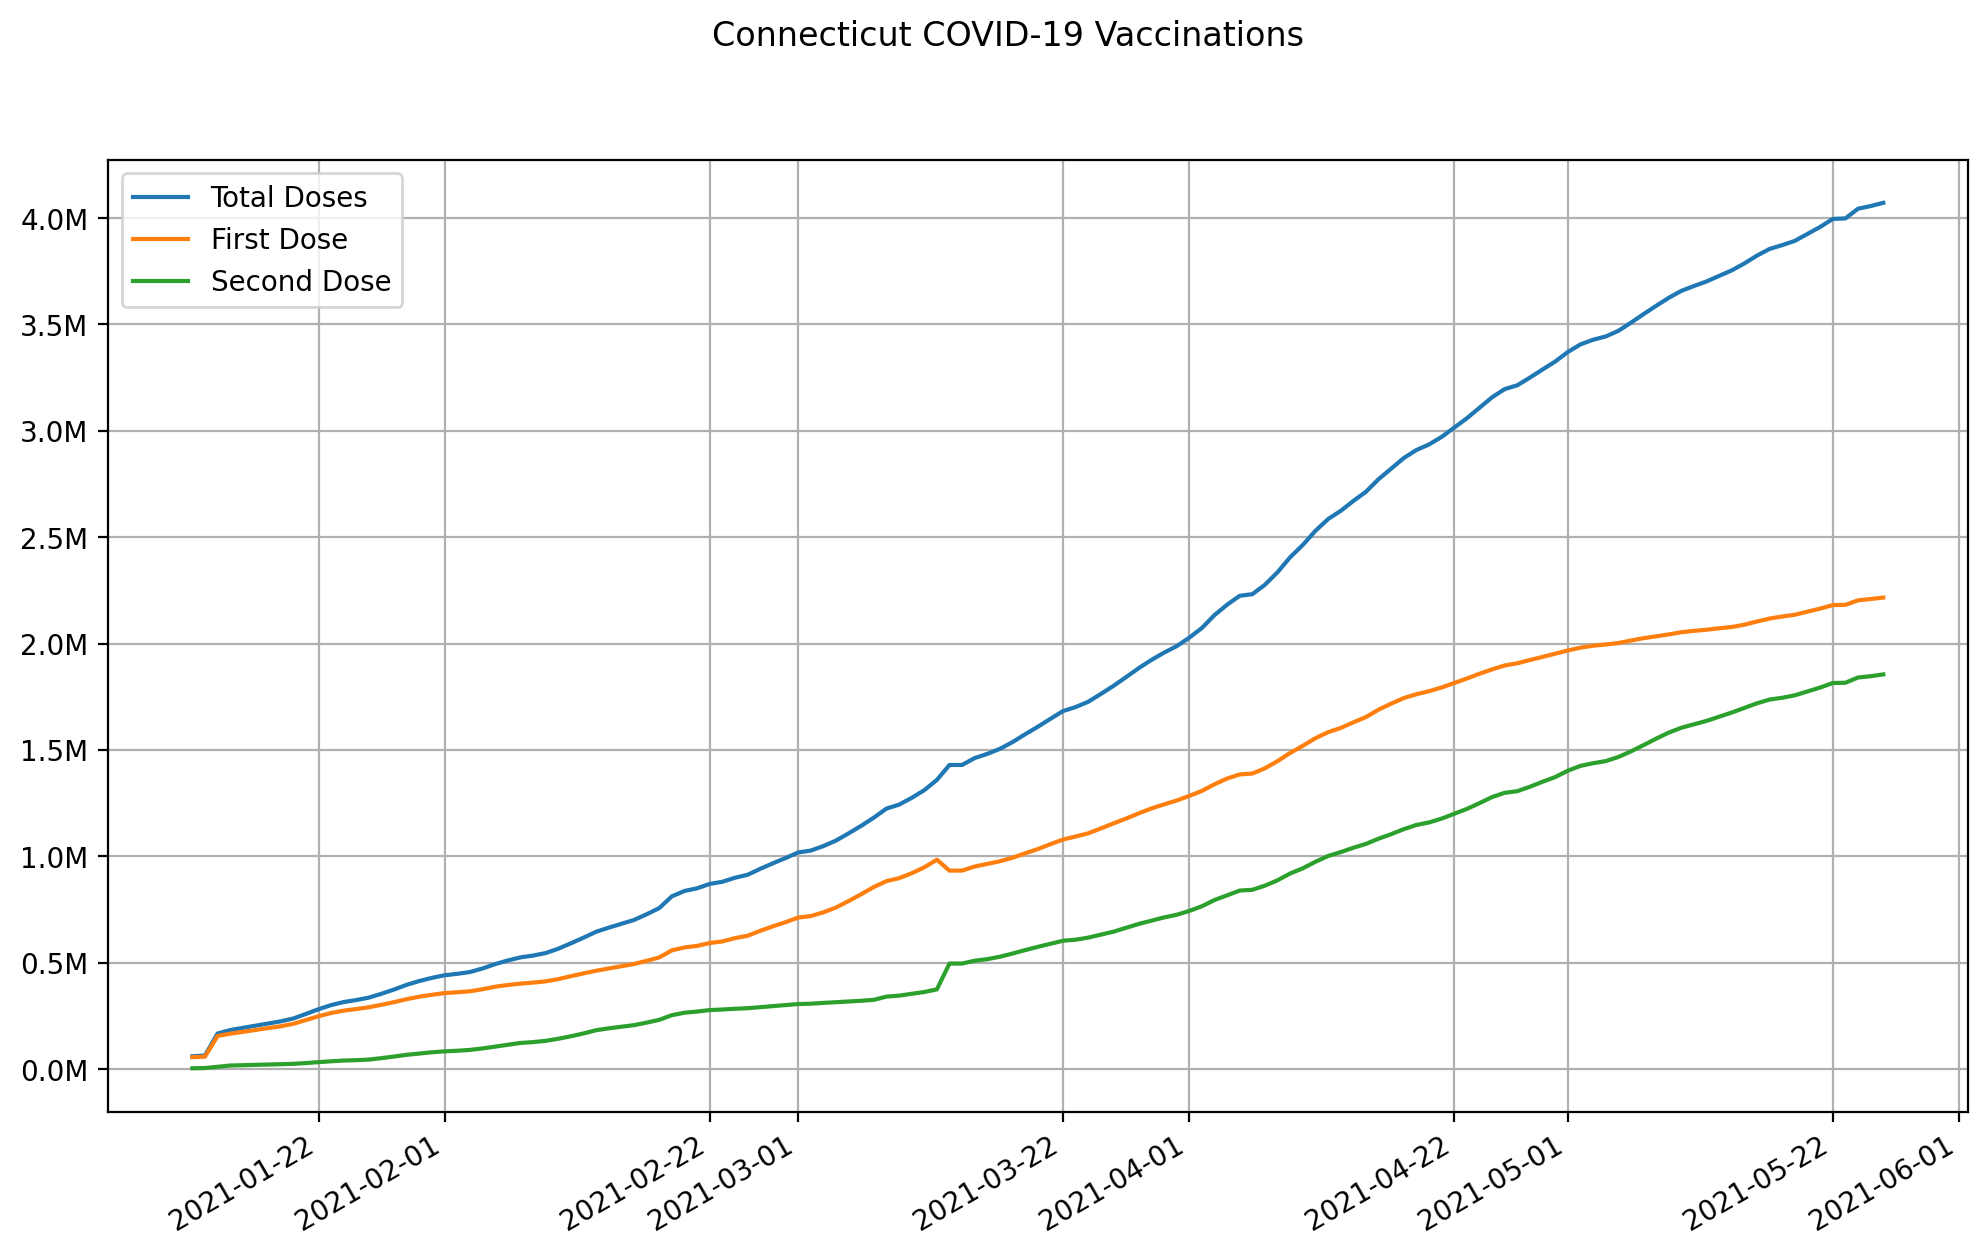 Connecticut COVID-19 Vaccinations
Total Doses
First Dose
Second Dose
4.0M
3.5M
3.0M
2.5M
2.0M
1.5M
1.0M
0.5M
0.0M
2021-01-22
2021-02-01
2021-02-22
2021-03-01
2021-03-22
2021-04-01
2021-04-22
2021-05-01
2021-05-22
2021-06-01